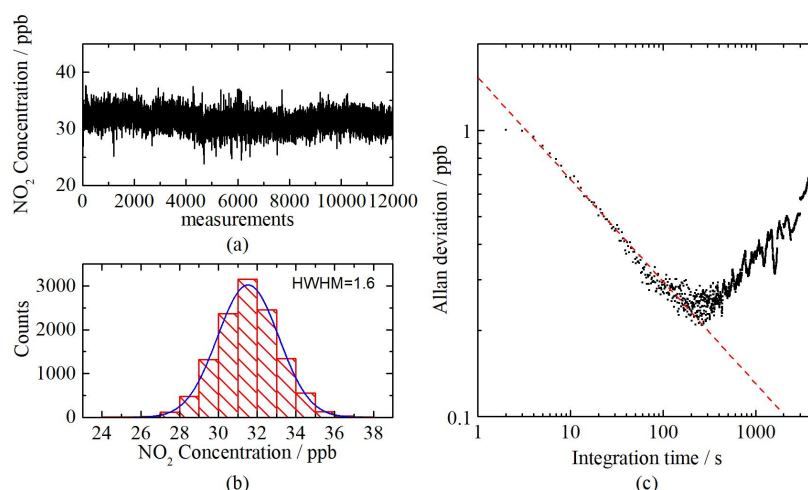 NO₂ Concentration / ppb
45
40
30
20
0 2000 4000 6000 8000 10000 12000
measurements
(a)
HWHM=1.6
Counts
3000
2000
1000
0
24 26 28 30 32 34 36 38
NO₂ Concentration / ppb
(b)
Allan deviation / ppb
1
0.1
1 10 100 1000
Integration time / s
(c)